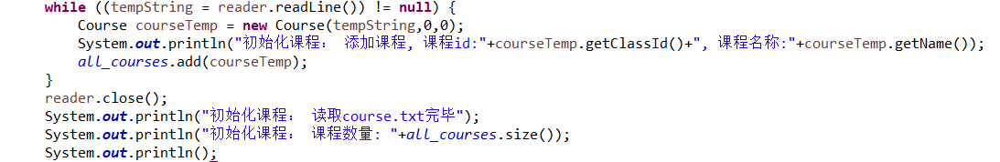 while ((tempString = reader.readLine()) != null) {
Course courseTemp = new Course(tempString,0,0);
System.out.println("初始化课程： 添加课程, 课程id:"+courseTemp.getClassId()+", 课程名称:"+courseTemp.getName());
all_courses.add(courseTemp);
}
reader.close();
System.out.println("初始化课程： 读取course.txt完毕");
System.out.println("初始化课程： 课程数量: "+all_courses.size());
System.out.println();